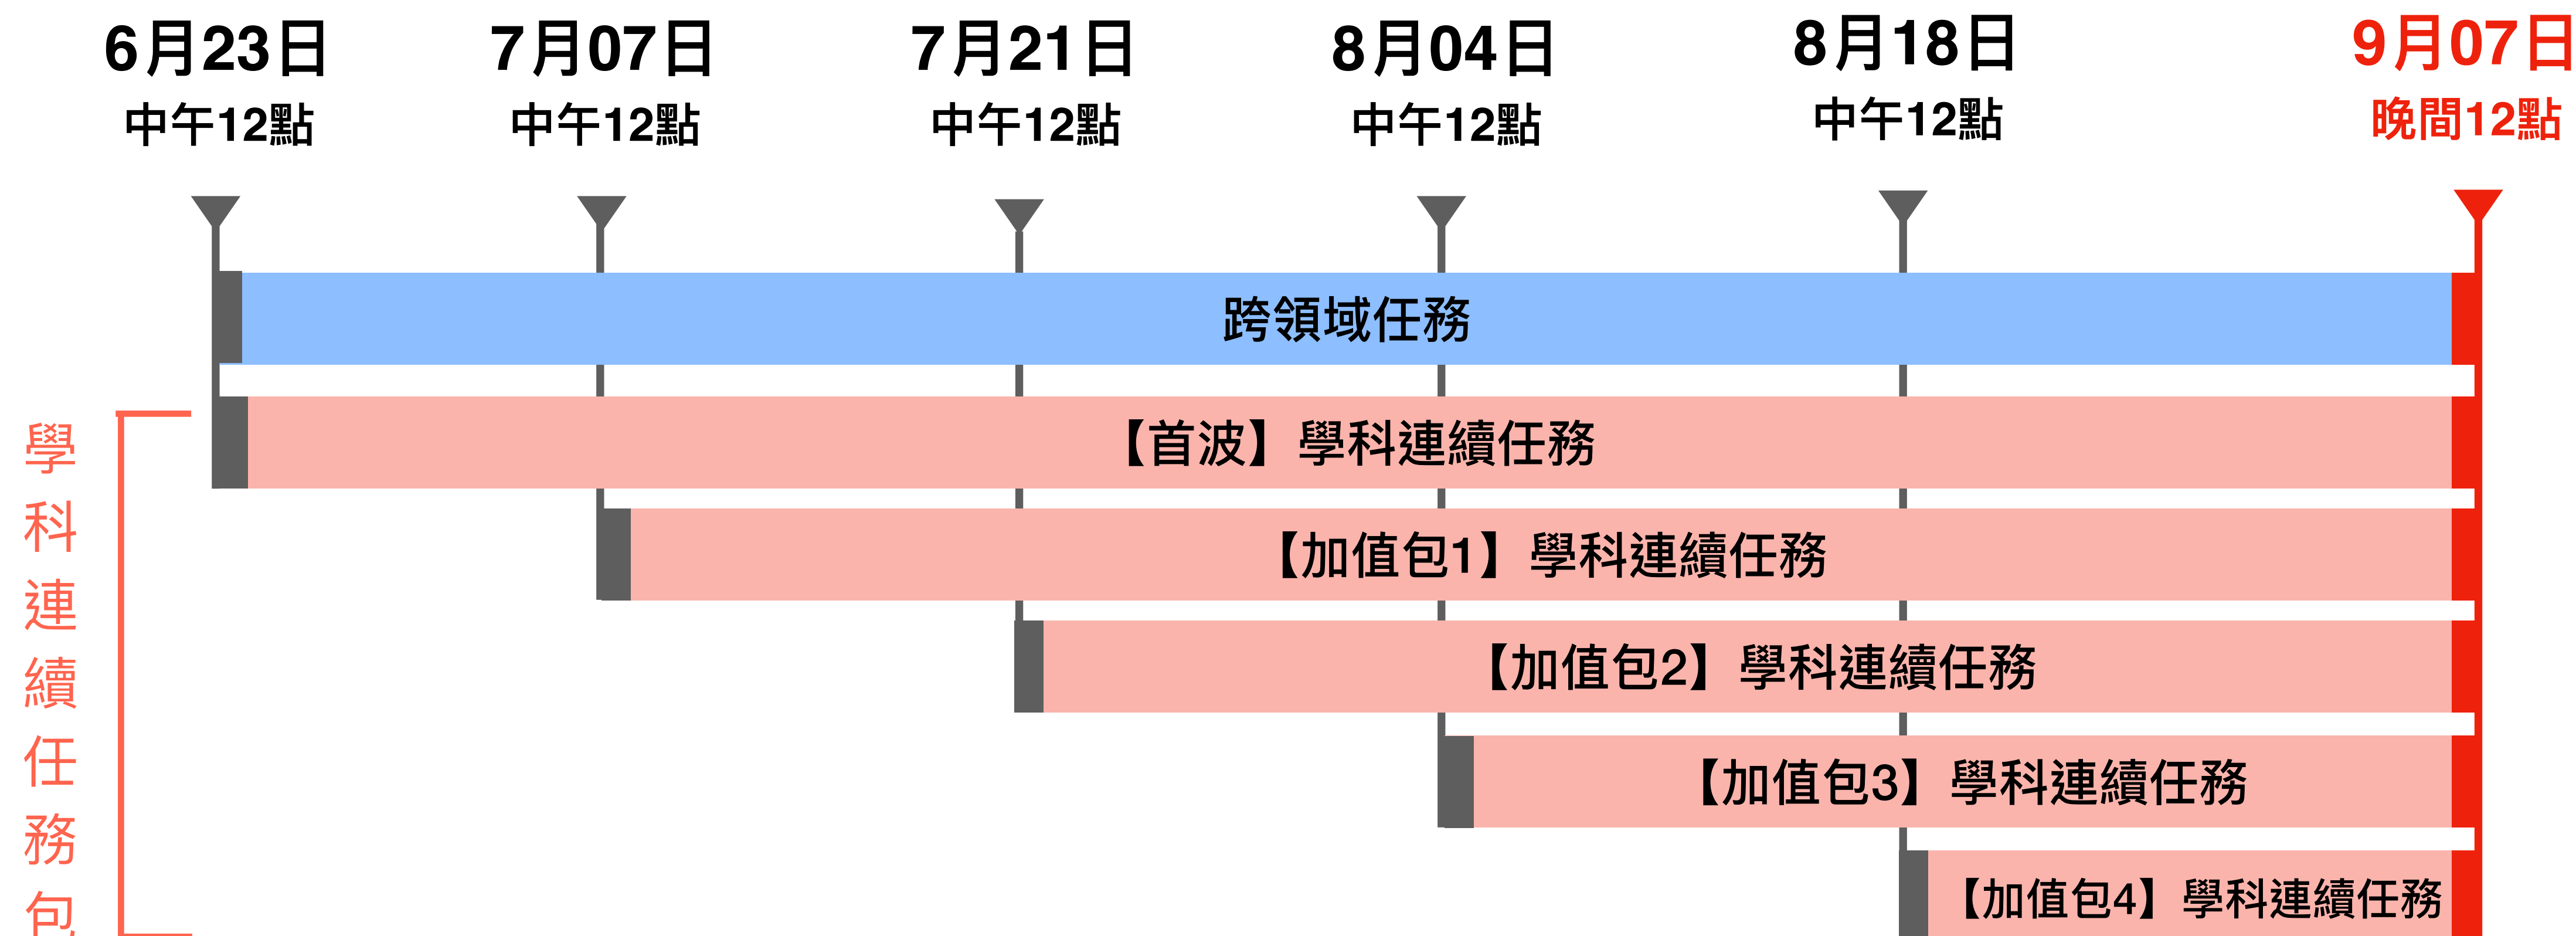 6月23日
中午12點
7月07日
中午12點
7月21日
中午12點
8月04日
中午12點
8月18日
中午12點
9月07日
晚間12點
跨領域任務
【首波】學科連續任務
【加值包1】學科連續任務
【加值包2】學科連續任務
【加值包3】學科連續任務
【加值包4】學科連續任務
學科連續任務包